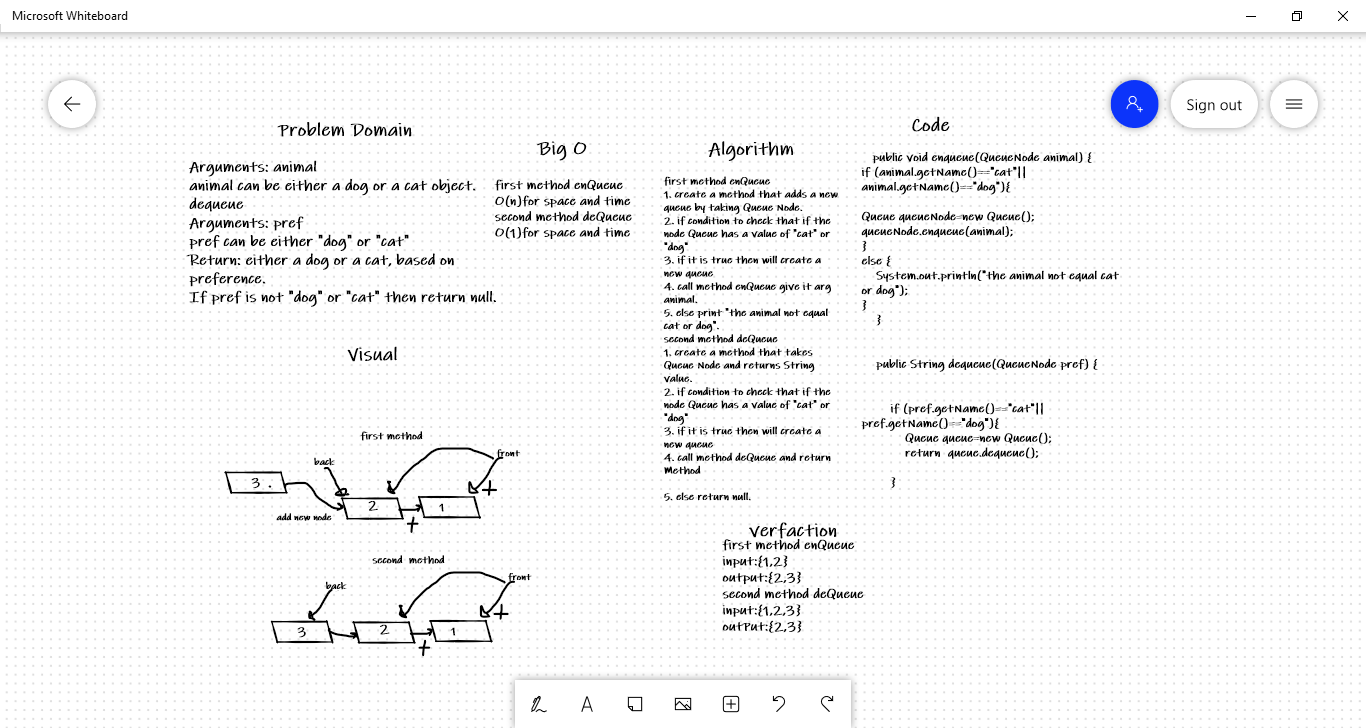 Microsoft Whiteboard
Sign out
Problem Domain
Arguments: animal
animal can be either a dog or a cat object.
dequeue
Arguments: pref
pref can be either "dog" or "cat"
Return: either a dog or a cat, based on
preference.
If pref is not "dog" or "cat" then return null.
Big O
first method enQueue
O(n)for space and time
second method deQueue
O(1)for space and time
Algorithm
first method enQueue
1. create a method that adds a new
queue by taking Queue Node.
2. if condition to check that if the
node Queue has a value of "cat" or
"dog"
3. if it is true then will create a
new queue
4. call method enQueue give it arg
animal.
5. else print "the animal not equal
cat or dog".
second method deQueue
1. create a method that takes
Queue Node and returns String
value.
2. if condition to check that if the
node Queue has a value of "cat" or
"dog"
3. if it is true then will create a
new queue
4. call method deQueue and return
Method
5. else return null.
Code
public void enqueue(QueueNode animal) {
if (animal.getName()=="cat"||
animal.getName()=="dog"){
Queue queueNode=new Queue();
queueNode.enqueue(animal);
}
else {
System.out.println("the animal not equal cat
or dog");
}
}
public String dequeue(QueueNode pref) {
if (pref.getName()=="cat"||
pref.getName()=="dog"){
Queue queue=new Queue();
return queue.dequeue();
}
Visual
first method
back
front
3 .
2
1
add new node
second method
back
front
3
2
1
verfaction
first method enQueue
input:{1,2}
output:{2,3}
second method deQueue
input:{1,2,3}
outPut:{2,3}